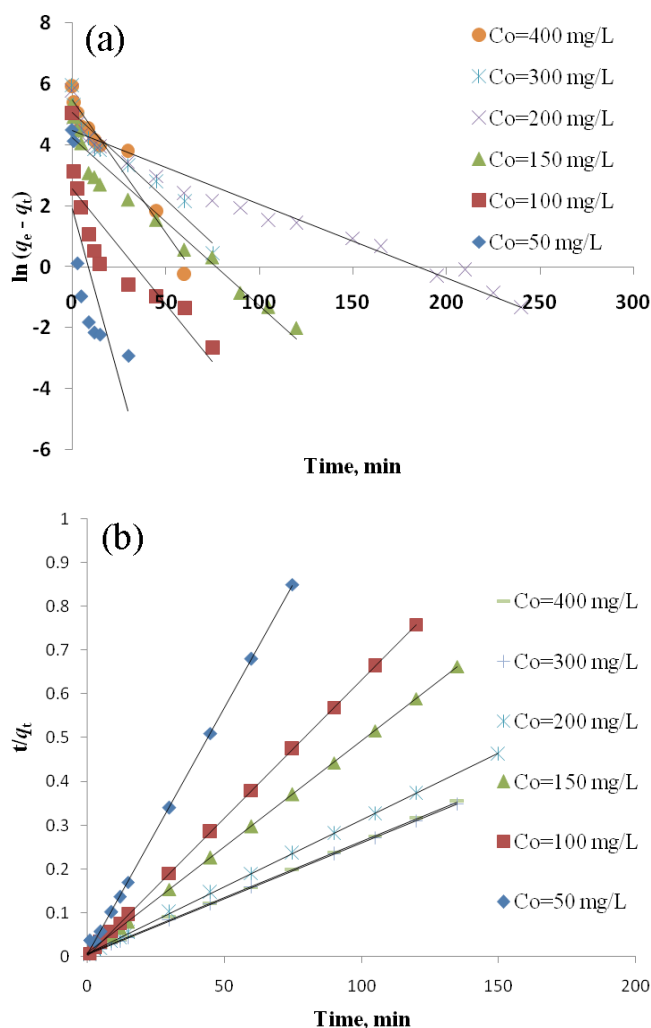 (a)
8
6
4
2
0
-2
-4
-6
0
50
100
150
200
250
300
ln (qe - qt)
Time, min
Co=400 mg/L
Co=300 mg/L
Co=200 mg/L
Co=150 mg/L
Co=100 mg/L
Co=50 mg/L
(b)
1
0.9
0.8
0.7
0.6
0.5
0.4
0.3
0.2
0.1
0
0
50
100
150
200
t/qt
Time, min
Co=400 mg/L
Co=300 mg/L
Co=200 mg/L
Co=150 mg/L
Co=100 mg/L
Co=50 mg/L